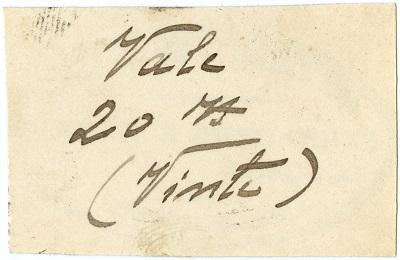 Vale
20 rs
(Vinte)